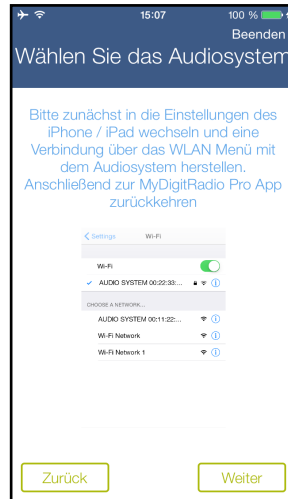 15:07 100 %
Beenden
Wählen Sie das Audiosystem
Bitte zunächst in die Einstellungen des
iPhone / iPad wechseln und eine
Verbindung über das WLAN Menü mit
dem Audiosystem herstellen.
Anschließend zur MyDigitRadio Pro App
zurückkehren
Settings Wi-Fi
Wi-Fi
AUDIO SYSTEM 00:22:33:...
CHOOSE A NETWORK...
AUDIO SYSTEM 00:11:22:...
Wi-Fi Network
Wi-Fi Network 1
Zurück Weiter